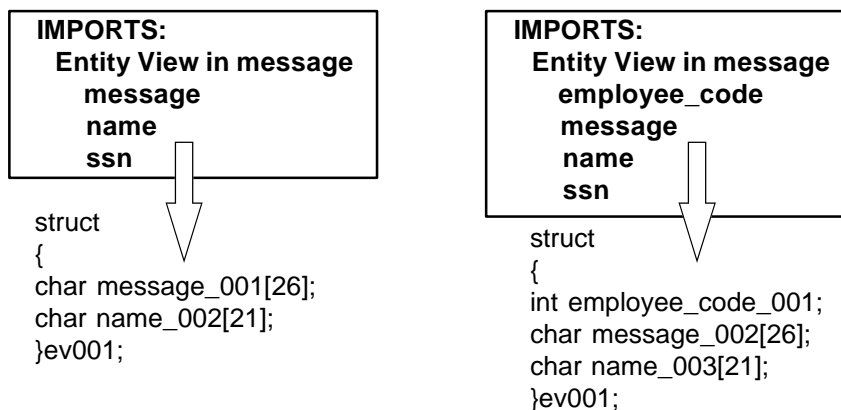 IMPORTS:
Entity View in message
message
name
ssn
struct
{
char message_001[26];
char name_002[21];
}ev001;
IMPORTS:
Entity View in message
employee_code
message
name
ssn
struct
{
int employee_code_001;
char message_002[26];
char name_003[21];
}ev001;